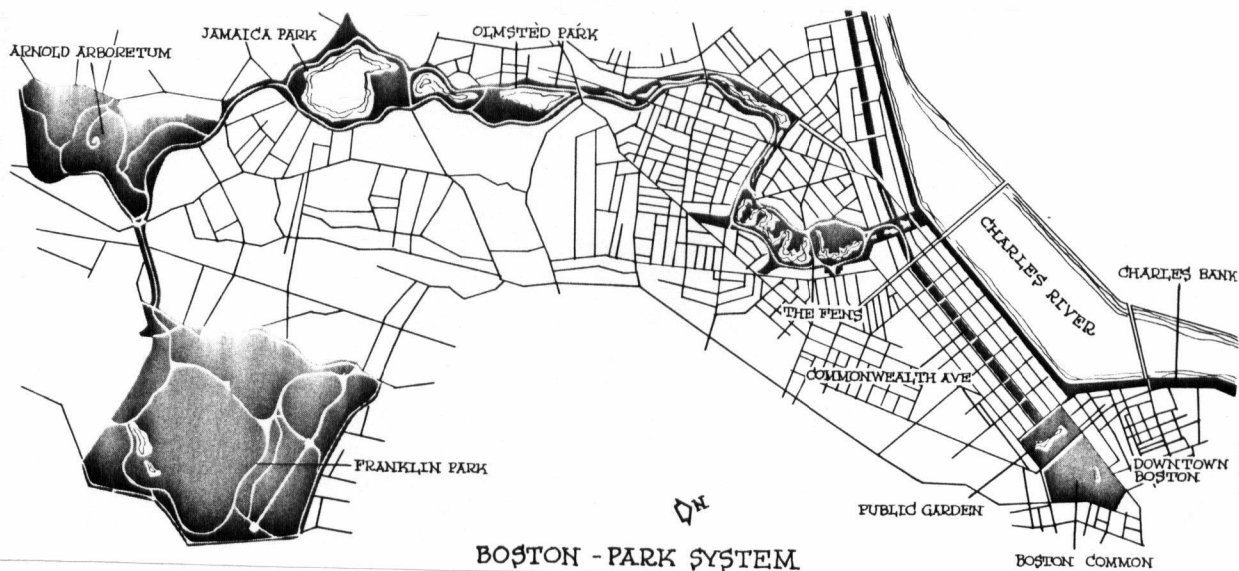 JAMAICA PARK
OLMSTED PARK
ARNOLD ARBORETUM
CHARLES RIVER
CHARLES BANK
THE FENS
COMMONWEALTH AVE
FRANKLIN PARK
DOWNTOWN
BOSTON
PUBLIC GARDEN
N
BOSTON - PARK SYSTEM
BOSTON COMMON